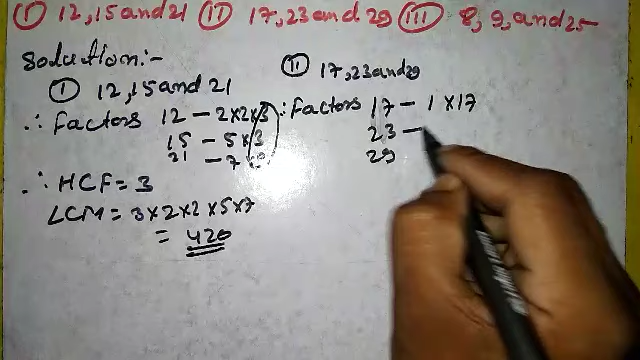 I 12, 15 and 21 II 17, 23 and 29 III 8, 9, and 25
Solution:-
I 12, 15 and 21
∴ Factors 12 - 2×2×3
15 - 5×3
21 - 7
∴ HCF = 3
LCM = 3×2×2×5×7
= 420
II 17, 23 and 29
: Factors 17 - 1×17
23 -
29